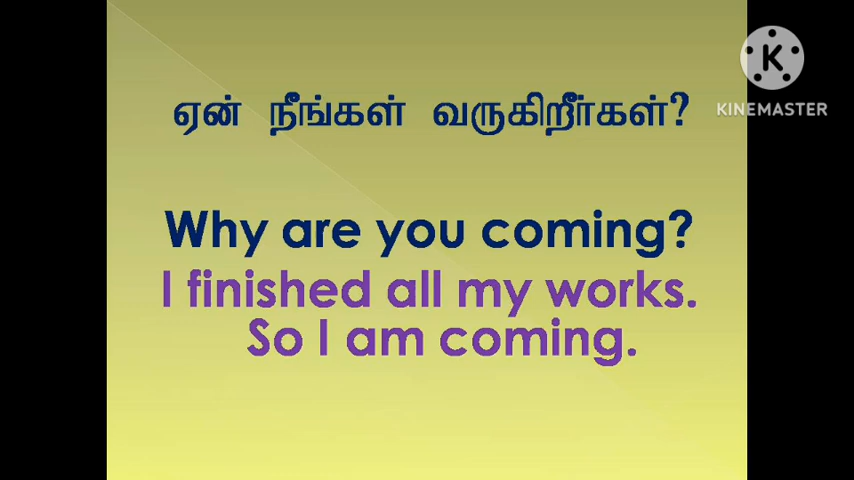 ஏன் நீங்கள் வருகிறீர்கள்?
Why are you coming?
I finished all my works.
So I am coming.
K
KINEMASTER